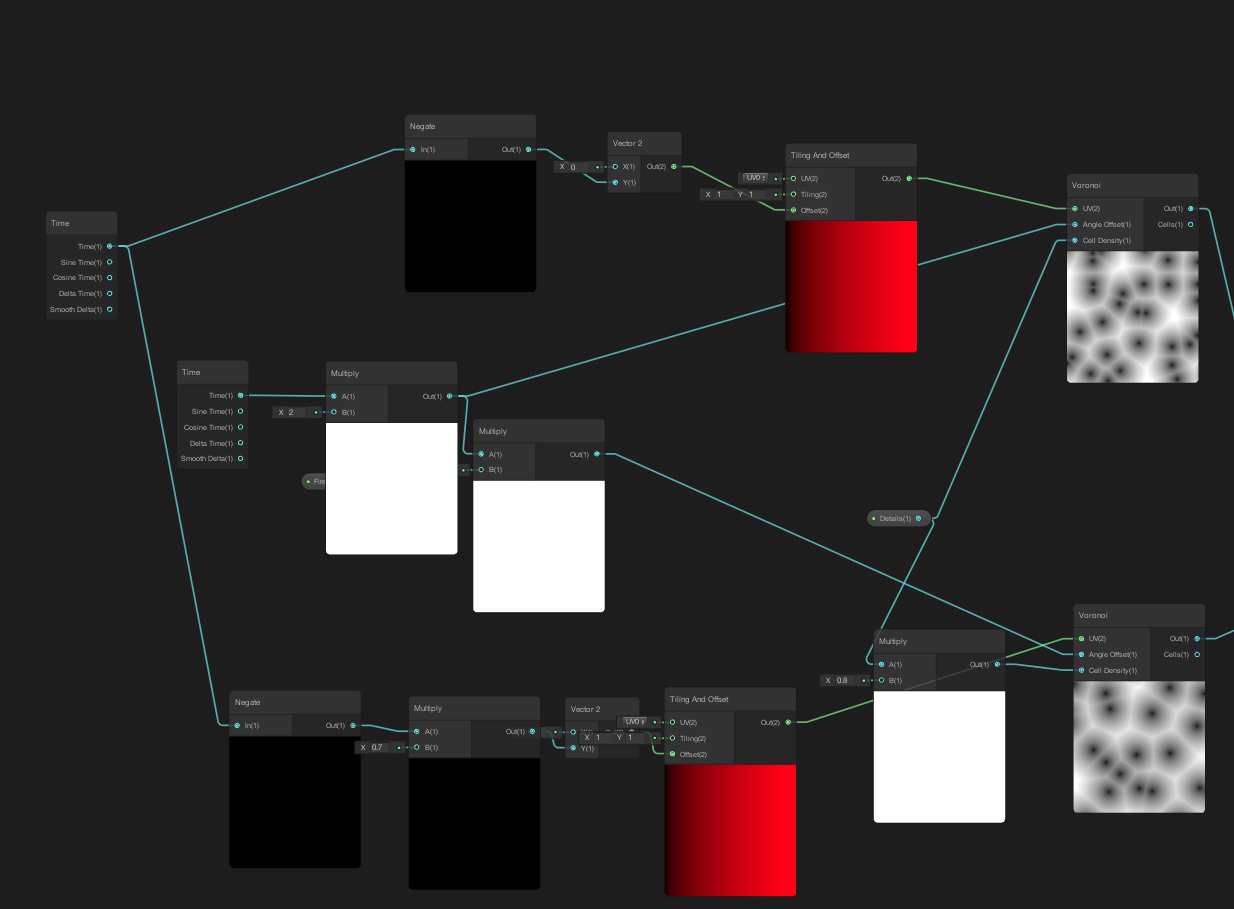 Negate
In(1) Out(1)
Vector 2
X 0 X(1) Out(2)
Y(1)
Tiling And Offset
UV0 UV(2) Out(2)
X 1 Y 1 Tiling(2)
Offset(2)
Voronoi
UV(2) Out(1)
Angle Offset(1) Cells(1)
Cell Density(1)
Time
Time(1)
Sine Time(1)
Cosine Time(1)
Delta Time(1)
Smooth Delta(1)
Time
Time(1)
Sine Time(1)
Cosine Time(1)
Delta Time(1)
Smooth Delta(1)
Multiply
A(1) Out(1)
X 2 B(1)
Multiply
A(1) Out(1)
B(1)
Details(1)
Voronoi
UV(2) Out(1)
Angle Offset(1) Cells(1)
Cell Density(1)
Multiply
A(1) Out(1)
X 0.8 B(1)
Negate
In(1) Out(1)
Multiply
A(1) Out(1)
X 0.7 B(1)
Vector 2
Y(1)
Tiling And Offset
UV0 UV(2) Out(2)
X 1 Y 1 Tiling(2)
Offset(2)